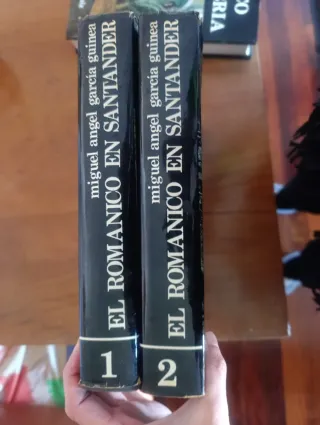 miguel angel garcia guinea
EL ROMANICO EN SANTANDER
1
miguel angel garcia guinea
EL ROMANICO EN SANTANDER
2